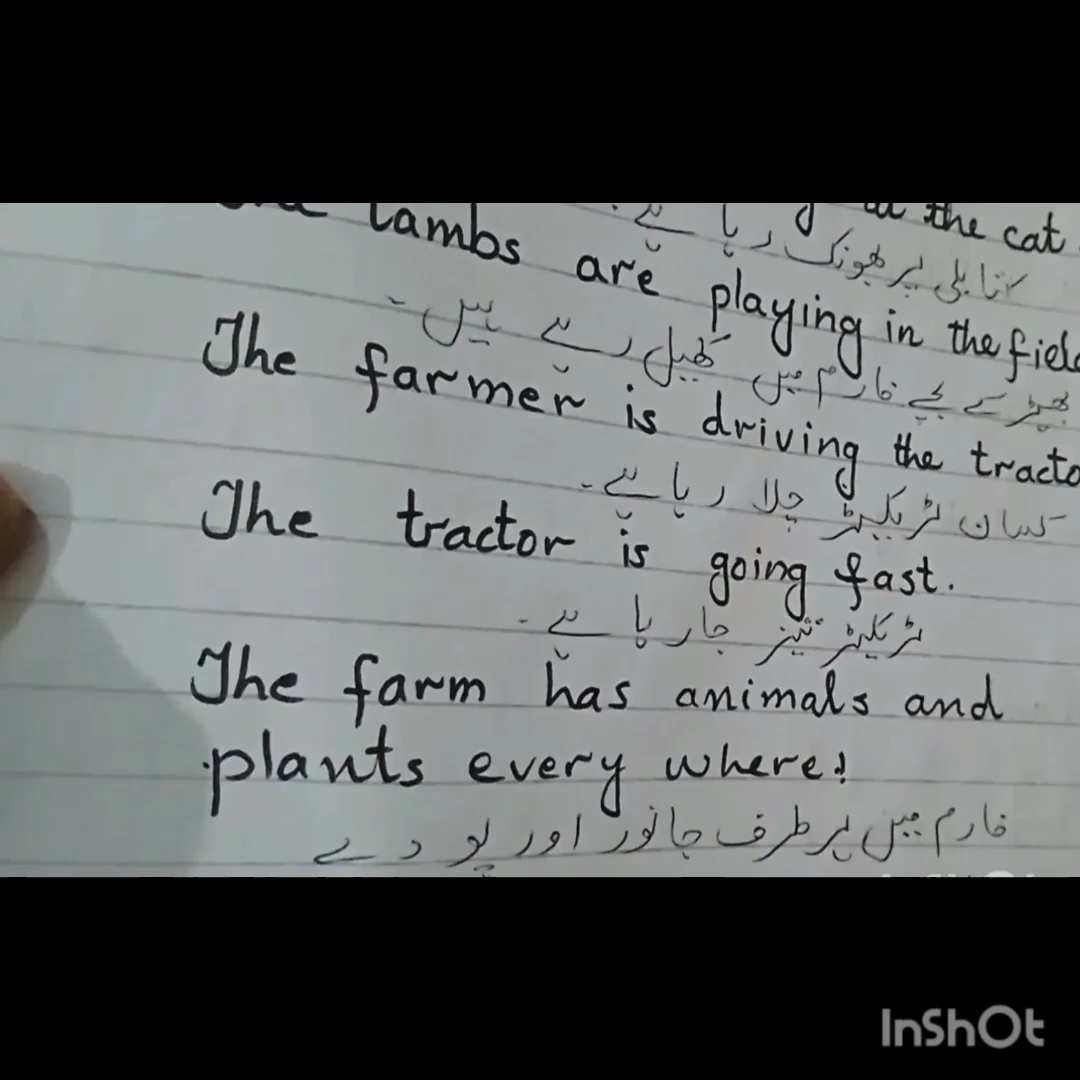 the cat
کتا بلی پر بھونک رہا ہے۔
lambs are playing in the field
بھیڑ کے بچے فارم میں کھیل رہے ہیں۔
The farmer is driving the tracto
کسان ٹریکٹر چلا رہا ہے۔
The tractor is going fast.
ٹریکٹر تیز جا رہا ہے۔
The farm has animals and
plants every where!
فارم میں ہر طرف جانور اور پودے
InShOt